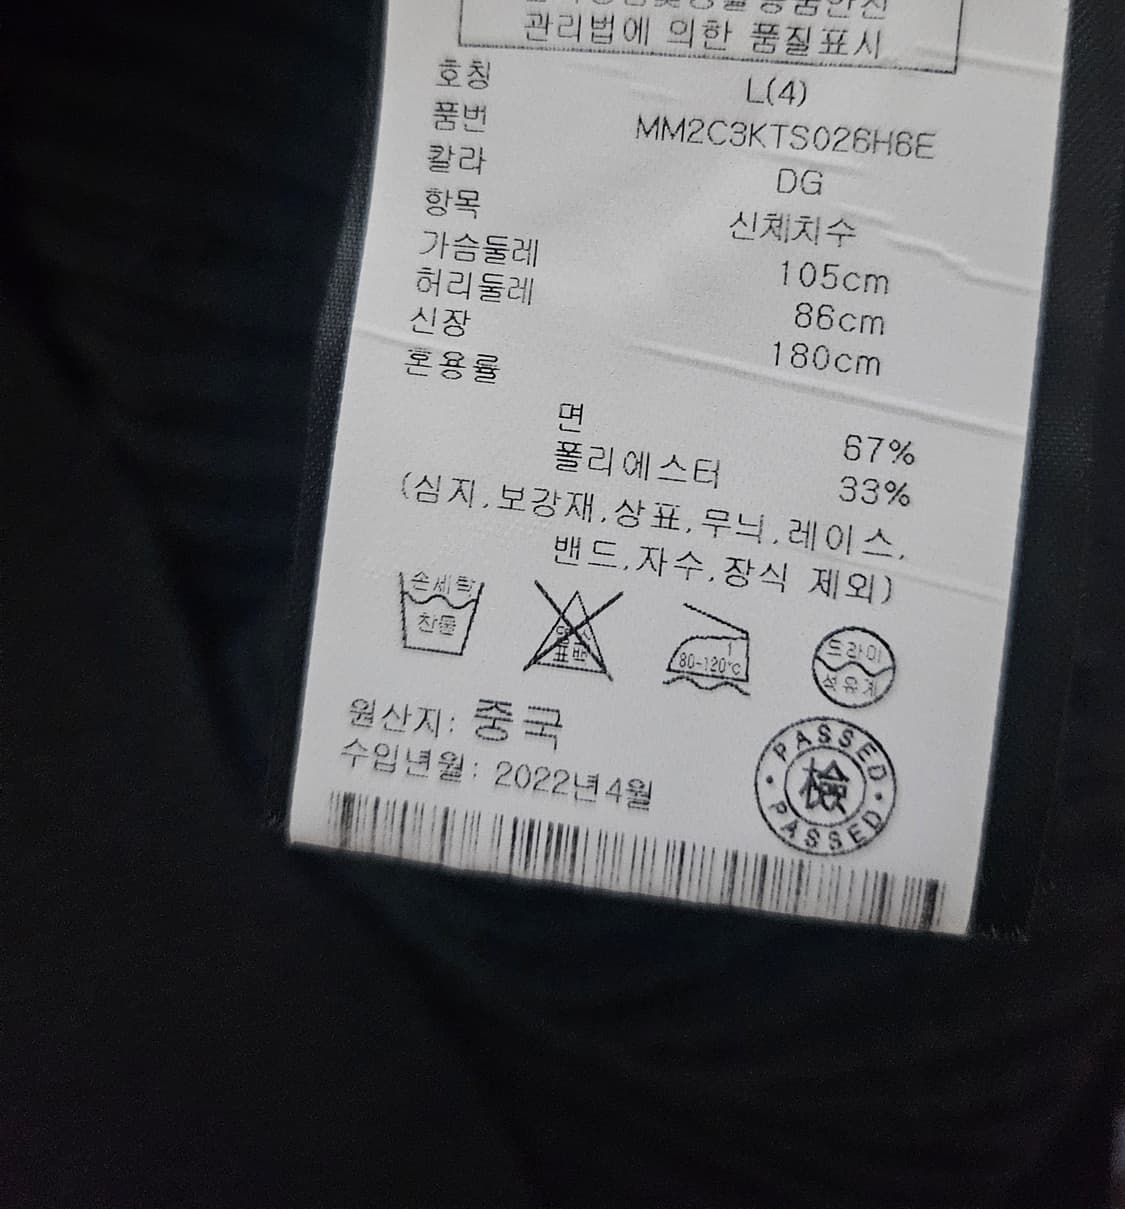 관리법에 의한 품질표시
호칭 L(4)
품번 MM2C3KTS026H6E
칼라 DG
항목 신체치수
가슴둘레 105cm
허리둘레 86cm
신장 180cm
혼용률
면 67%
폴리에스터 33%
(심지,보강재,상표,무늬,레이스,
밴드,자수,장식 제외)
손세탁
찬물
표백
1
80-120℃
드라이
석유계
원산지: 중국
수입년월: 2022년4월
PASSED
檢
PASSED